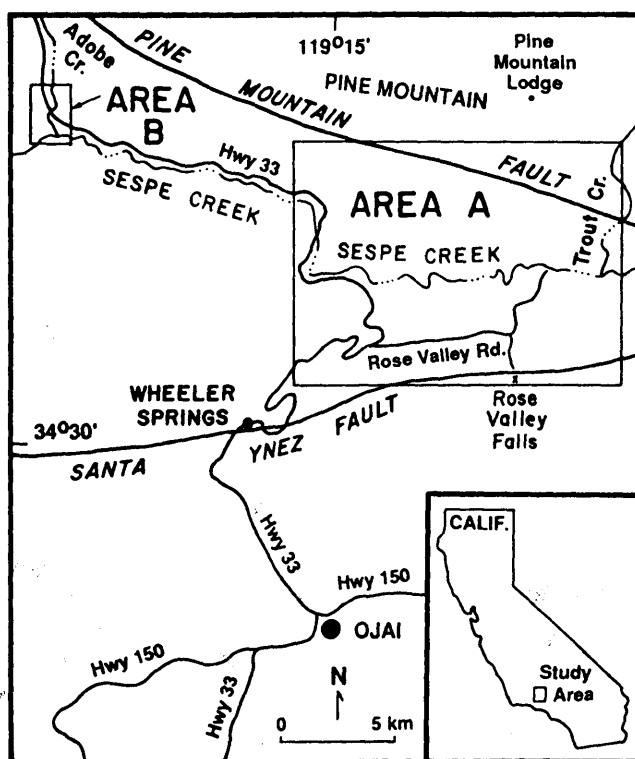 119°15'
Adobe
Cr.
PINE
MOUNTAIN
FAULT
PINE MOUNTAIN
Pine
Mountain
Lodge
AREA
B
Hwy 33
SESPE CREEK
AREA A
SESPE CREEK
Trout Cr.
Rose Valley Rd.
WHEELER
SPRINGS
Rose
Valley
Falls
34°30'
SANTA
YNEZ
FAULT
Hwy 33
Hwy 150
OJAI
Hwy 150
Hwy 33
N
0 5 km
CALIF.
Study
Area